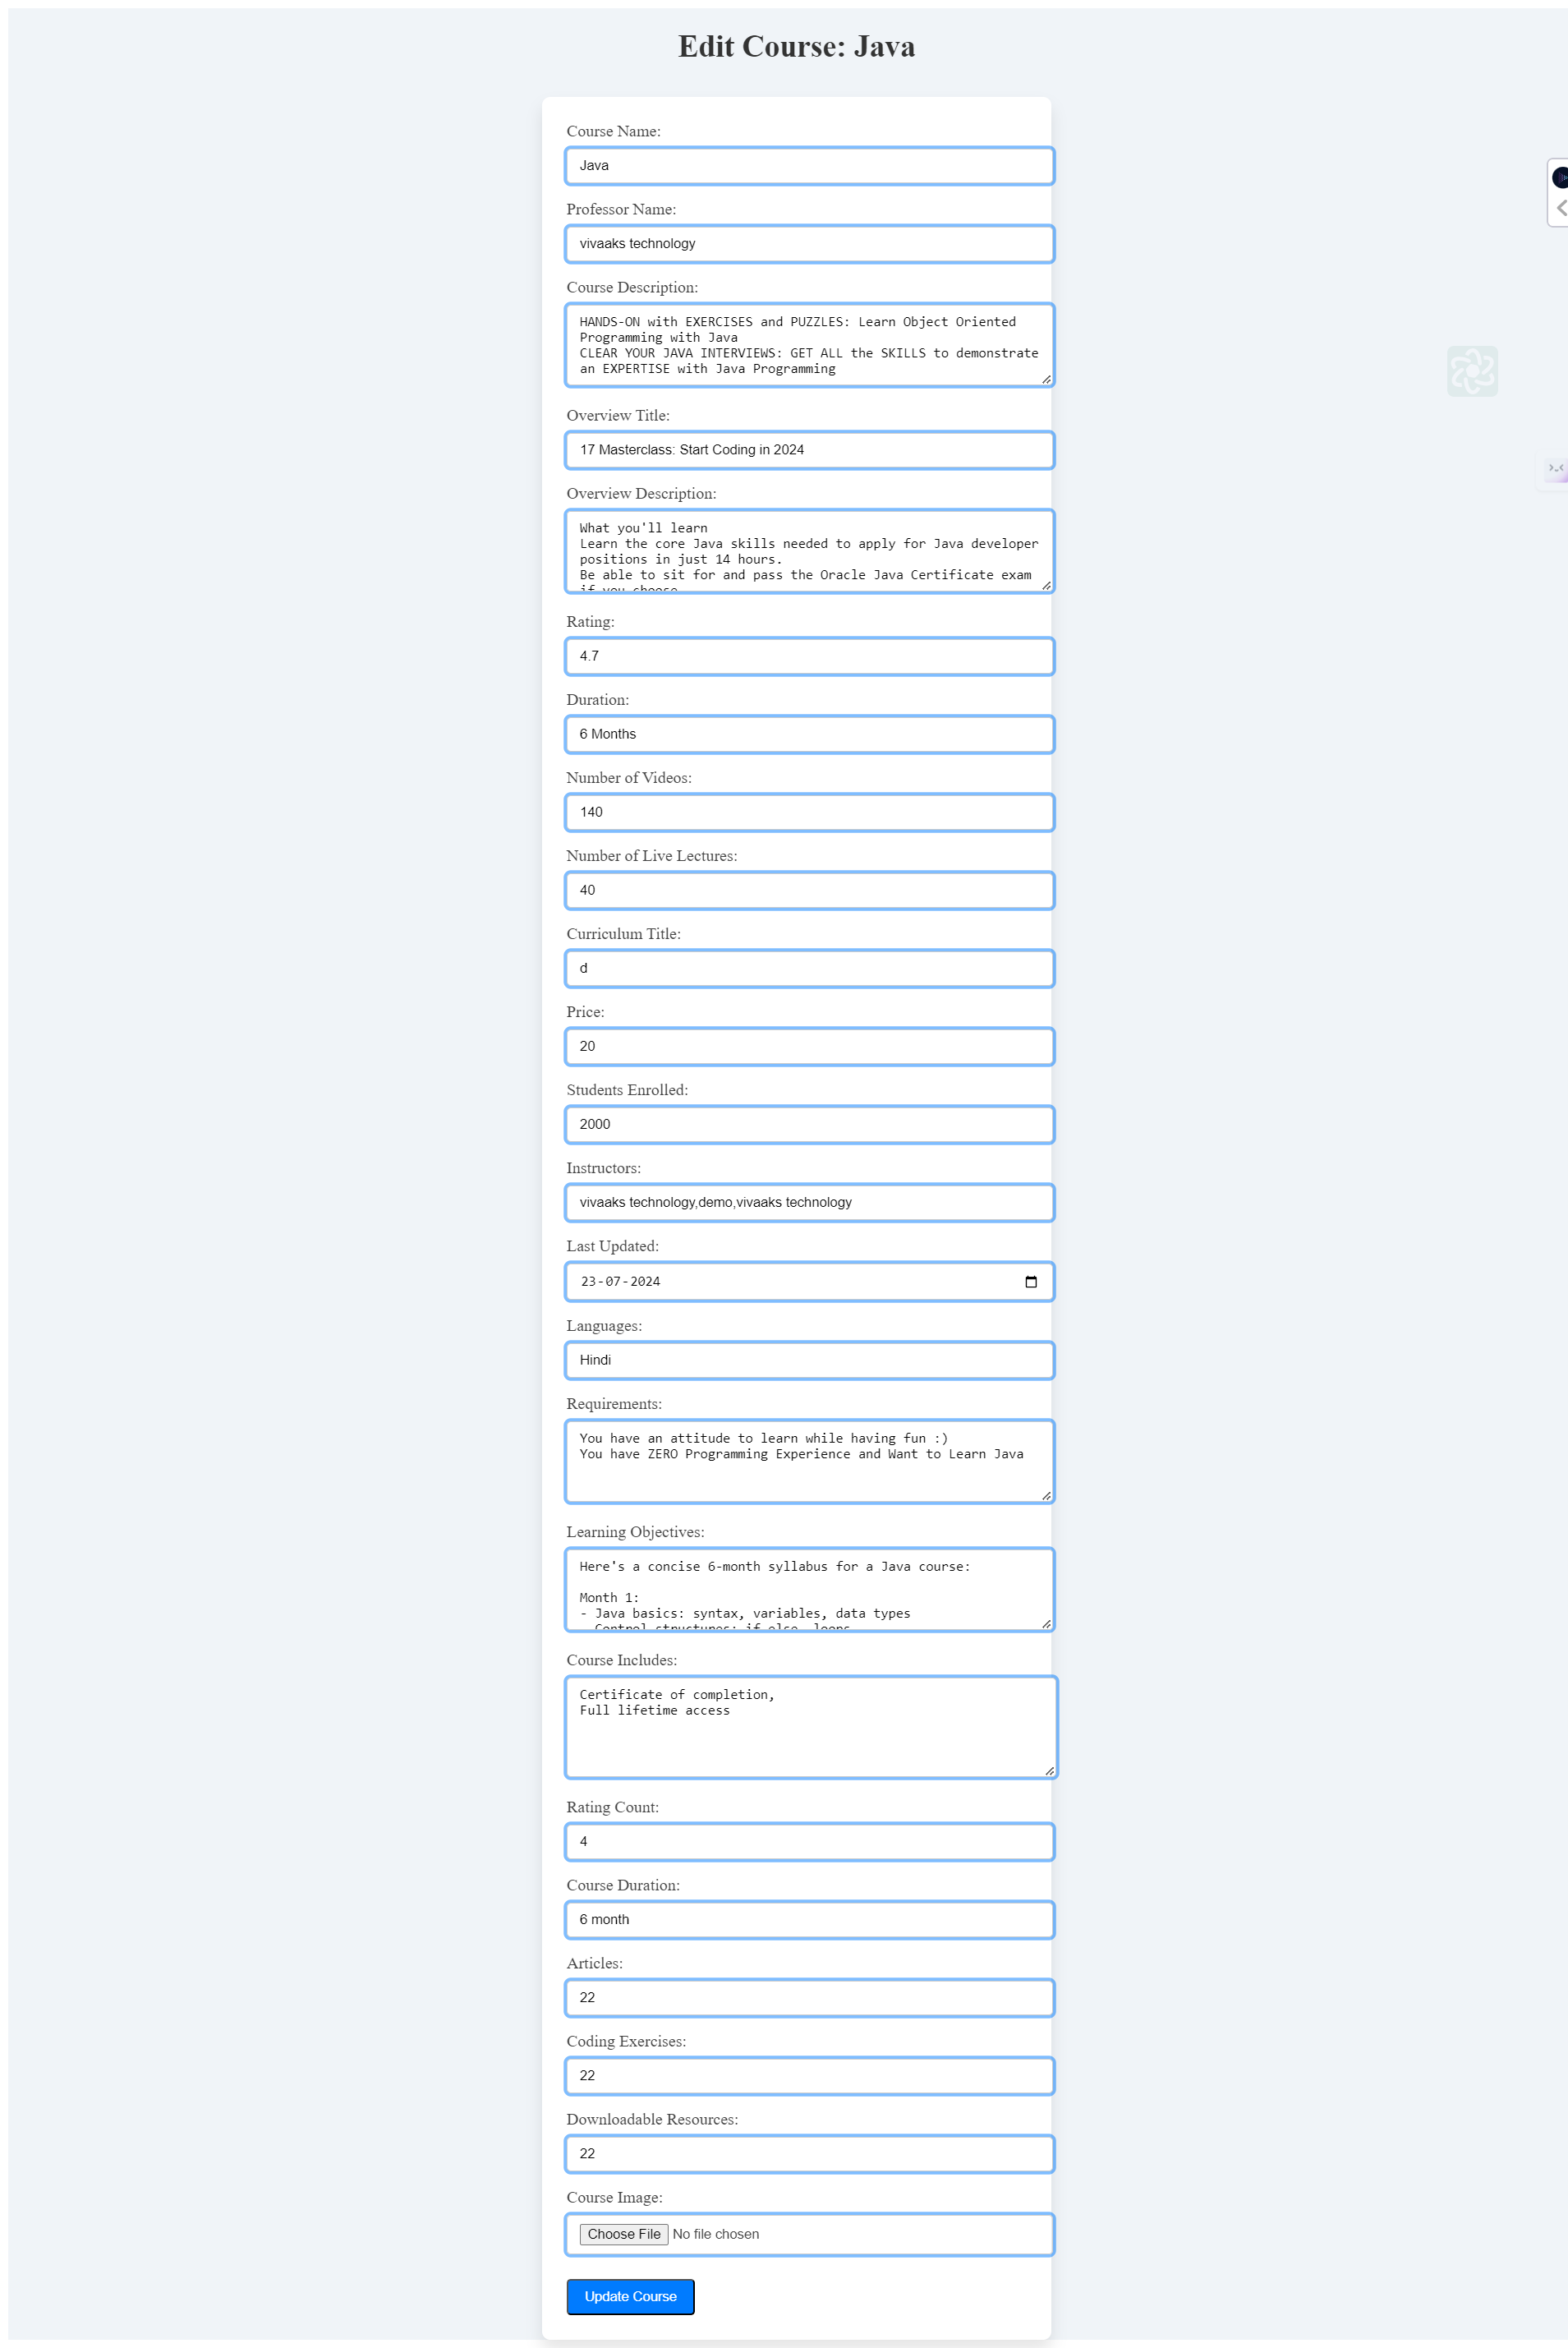 Edit Course: Java
Course Name:
Java
Professor Name:
vivaaks technology
Course Description:
HANDS-ON with EXERCISES and PUZZLES: Learn Object Oriented
Programming with Java
CLEAR YOUR JAVA INTERVIEWS: GET ALL the SKILLS to demonstrate
an EXPERTISE with Java Programming
Overview Title:
17 Masterclass: Start Coding in 2024
Overview Description:
What you'll learn
Learn the core Java skills needed to apply for Java developer
positions in just 14 hours.
Be able to sit for and pass the Oracle Java Certificate exam
if you choose
Rating:
4.7
Duration:
6 Months
Number of Videos:
140
Number of Live Lectures:
40
Curriculum Title:
d
Price:
20
Students Enrolled:
2000
Instructors:
vivaaks technology,demo,vivaaks technology
Last Updated:
23-07-2024
Languages:
Hindi
Requirements:
You have an attitude to learn while having fun :)
You have ZERO Programming Experience and Want to Learn Java
Learning Objectives:
Here's a concise 6-month syllabus for a Java course:
Month 1:
- Java basics: syntax, variables, data types
- Control structures: if-else, loops
Course Includes:
Certificate of completion,
Full lifetime access
Rating Count:
4
Course Duration:
6 month
Articles:
22
Coding Exercises:
22
Downloadable Resources:
22
Course Image:
Choose File No file chosen
Update Course